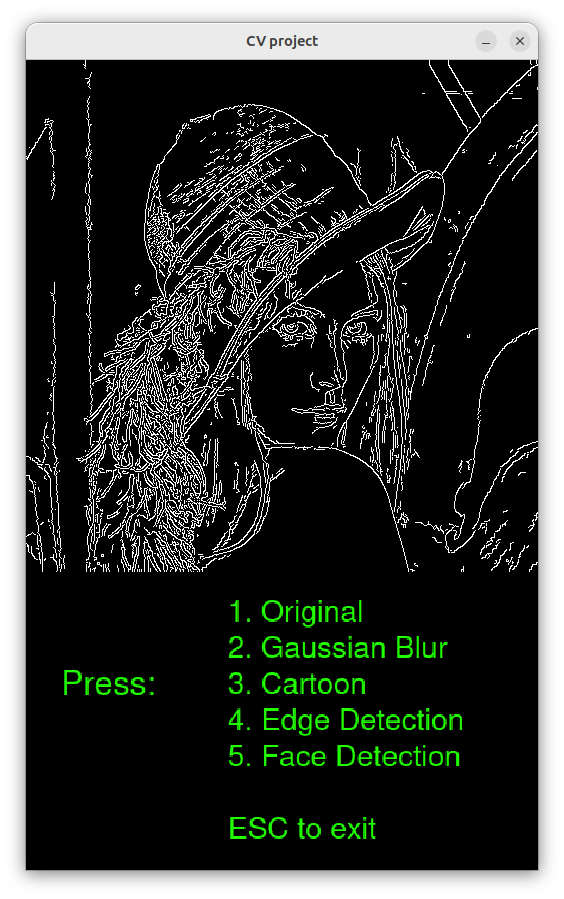 CV project
1. Original
2. Gaussian Blur
Press: 3. Cartoon
4. Edge Detection
5. Face Detection
ESC to exit